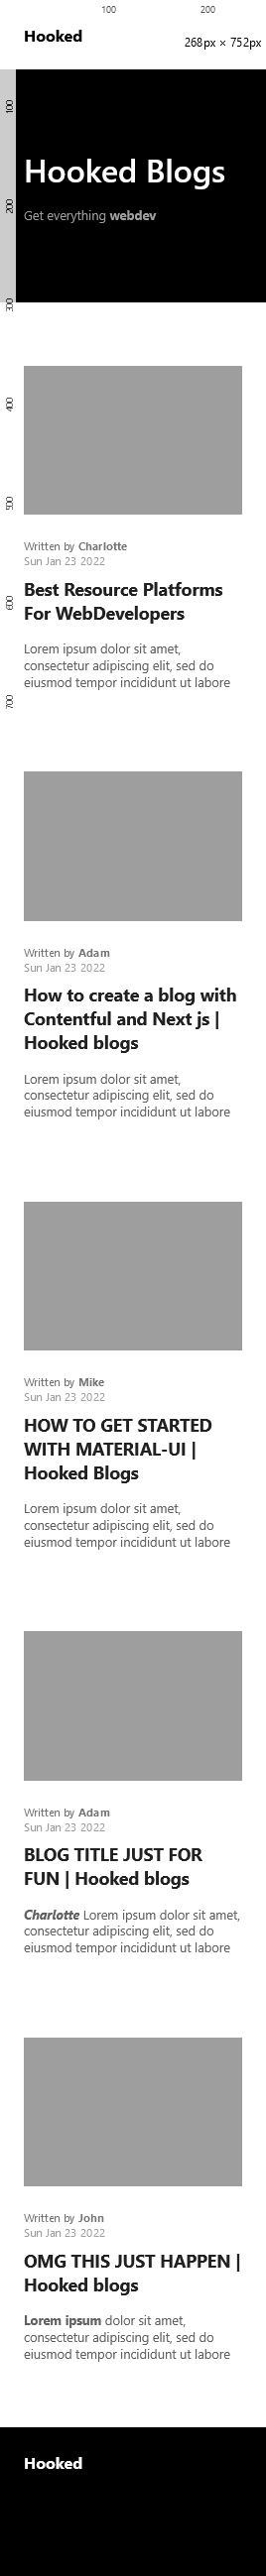 100 200
Hooked
268px × 752px
100
Hooked Blogs
200
Get everything webdev
300
400
500
Written by Charlotte
Sun Jan 23 2022
Best Resource Platforms
600
For WebDevelopers
Lorem ipsum dolor sit amet,
consectetur adipiscing elit, sed do
eiusmod tempor incididunt ut labore
700
Written by Adam
Sun Jan 23 2022
How to create a blog with
Contentful and Next js |
Hooked blogs
Lorem ipsum dolor sit amet,
consectetur adipiscing elit, sed do
eiusmod tempor incididunt ut labore
Written by Mike
Sun Jan 23 2022
HOW TO GET STARTED
WITH MATERIAL-UI |
Hooked Blogs
Lorem ipsum dolor sit amet,
consectetur adipiscing elit, sed do
eiusmod tempor incididunt ut labore
Written by Adam
Sun Jan 23 2022
BLOG TITLE JUST FOR
FUN | Hooked blogs
Charlotte Lorem ipsum dolor sit amet,
consectetur adipiscing elit, sed do
eiusmod tempor incididunt ut labore
Written by John
Sun Jan 23 2022
OMG THIS JUST HAPPEN |
Hooked blogs
Lorem ipsum dolor sit amet,
consectetur adipiscing elit, sed do
eiusmod tempor incididunt ut labore
Hooked